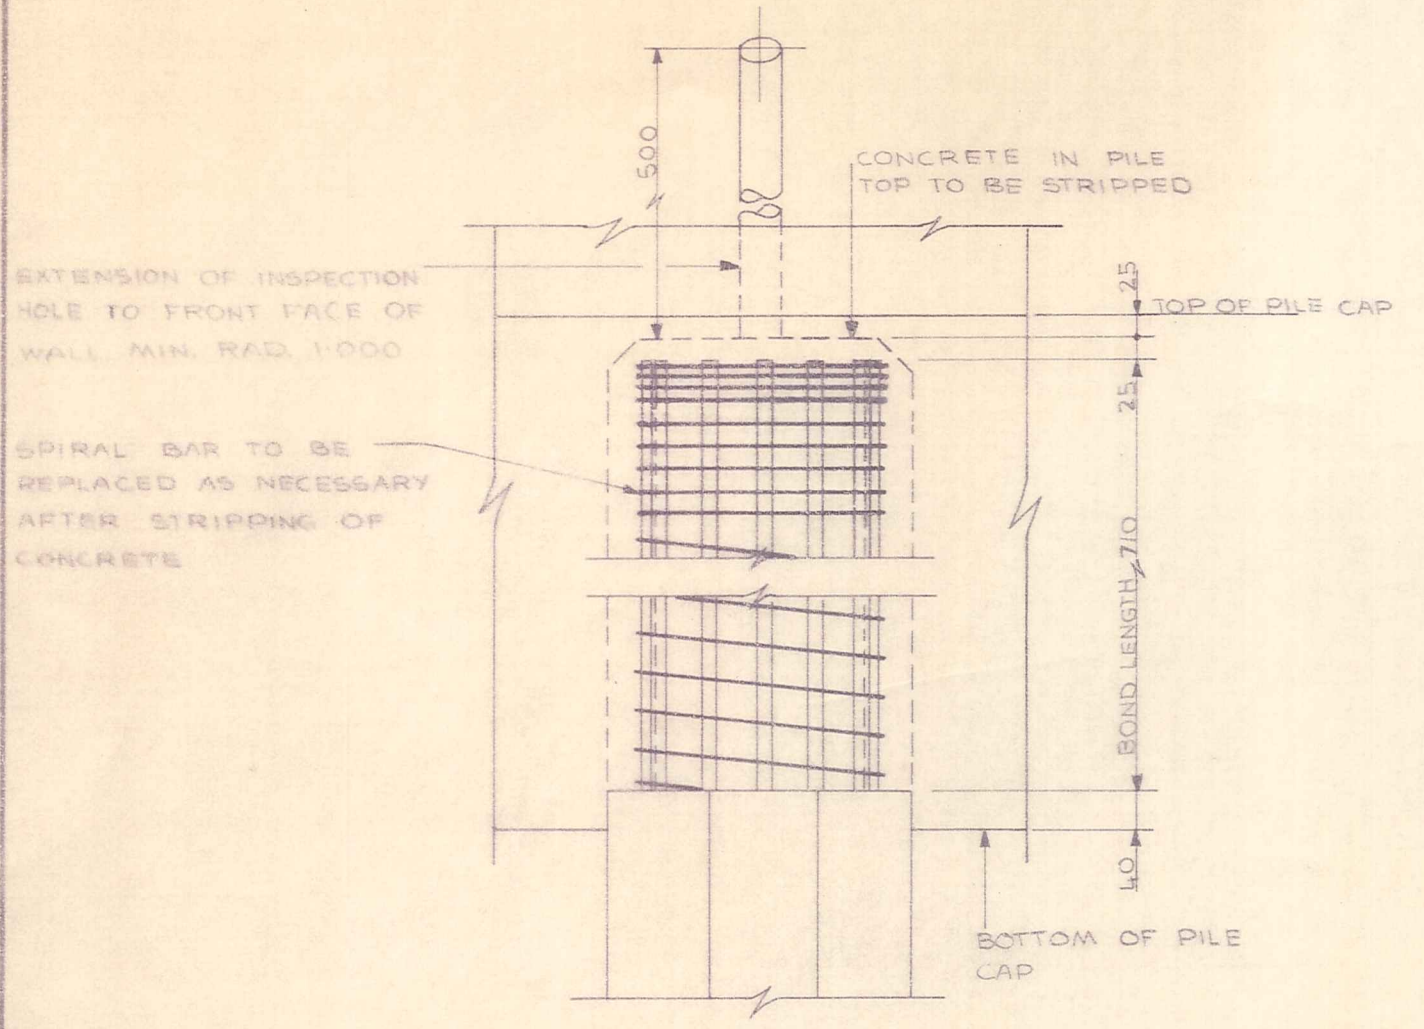 500
CONCRETE IN PILE
TOP TO BE STRIPPED
EXTENSION OF INSPECTION
HOLE TO FRONT FACE OF
WALL. MIN. RAD. 1·000
25
TOP OF PILE CAP
25
SPIRAL BAR TO BE
REPLACED AS NECESSARY
AFTER STRIPPING OF
CONCRETE
BOND LENGTH 710
40
BOTTOM OF PILE
CAP